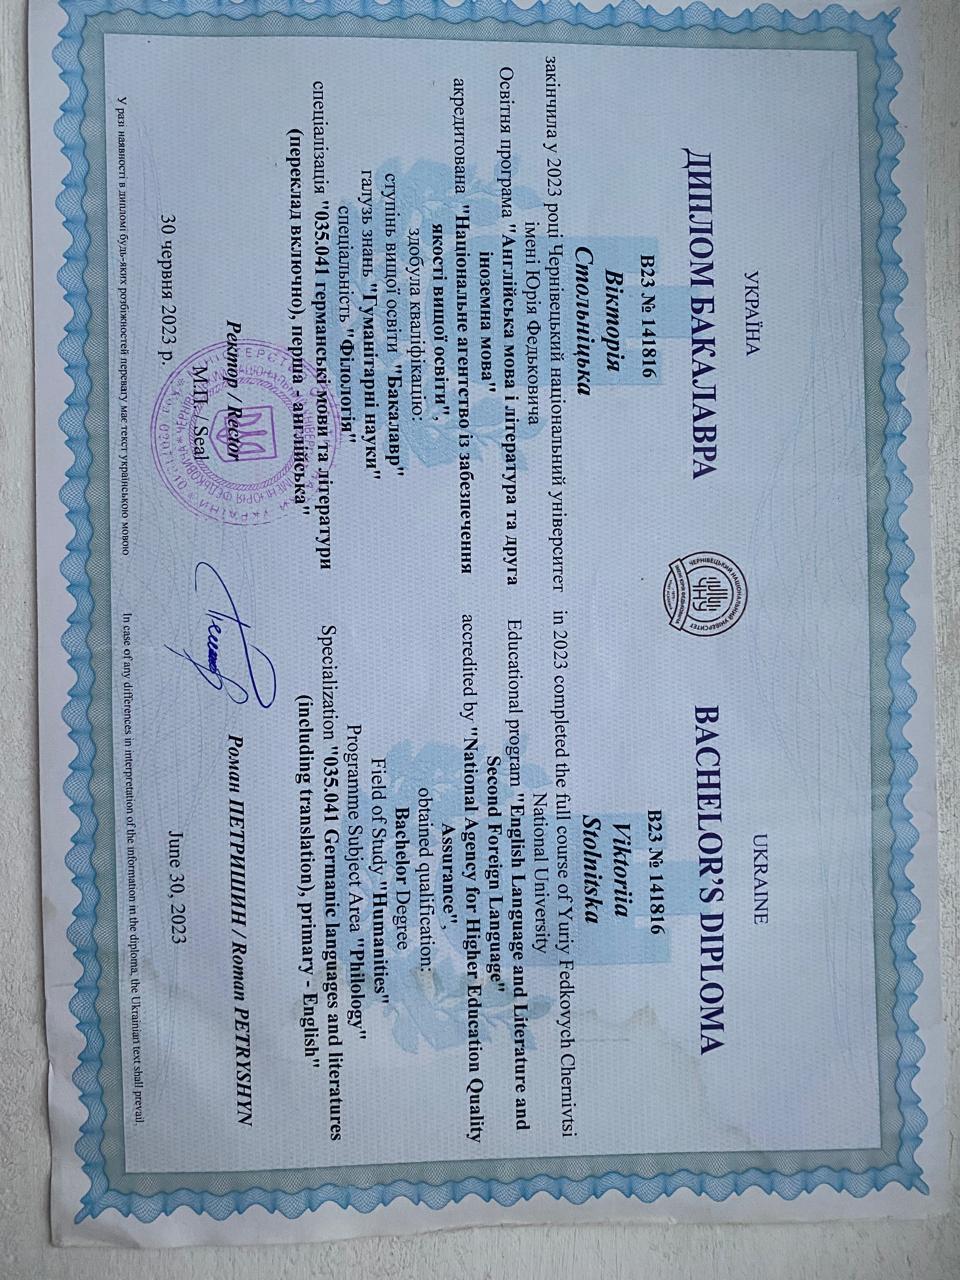 УКРАЇНА
ДИПЛОМ БАКАЛАВРА
В23 № 141816
Вікторія
Стольніцька
закінчила у 2023 році Чернівецький національний університет
імені Юрія Федьковича
Освітня програма "Англійська мова і література та друга
іноземна мова"
акредитована "Національне агентство із забезпечення
якості вищої освіти",
здобула кваліфікацію:
ступінь вищої освіти "Бакалавр"
галузь знань "Гуманітарні науки"
спеціальність "Філологія"
спеціалізація "035.041 германські мови та літератури
(переклад включно), перша - англійська"
ЧЕРНІВЕЦЬКИЙ НАЦІОНАЛЬНИЙ УНІВЕРСИТЕТ
ЧНУ
UKRAINE
BACHELOR'S DIPLOMA
B23 № 141816
Viktoriia
Stolnitska
in 2023 completed the full course of Yuriy Fedkovych Chernivtsi
National University
Educational program "English Language and Literature and
Second Foreign Language"
accredited by "National Agency for Higher Education Quality
Assurance",
obtained qualification:
Bachelor Degree
Field of Study "Humanities"
Programme Subject Area "Philology"
Specialization "035.041 Germanic languages and literatures
(including translation), primary - English"
Ректор / Rector
Роман ПЕТРИШИН / Roman PETRYSHYN
М.П. / Seal
30 червня 2023 р.
June 30, 2023
У разі наявності в дипломі будь-яких розбіжностей перевагу має текст українською мовою
In case of any differences in interpretation of the information in the diploma, the Ukrainian text shall prevail.